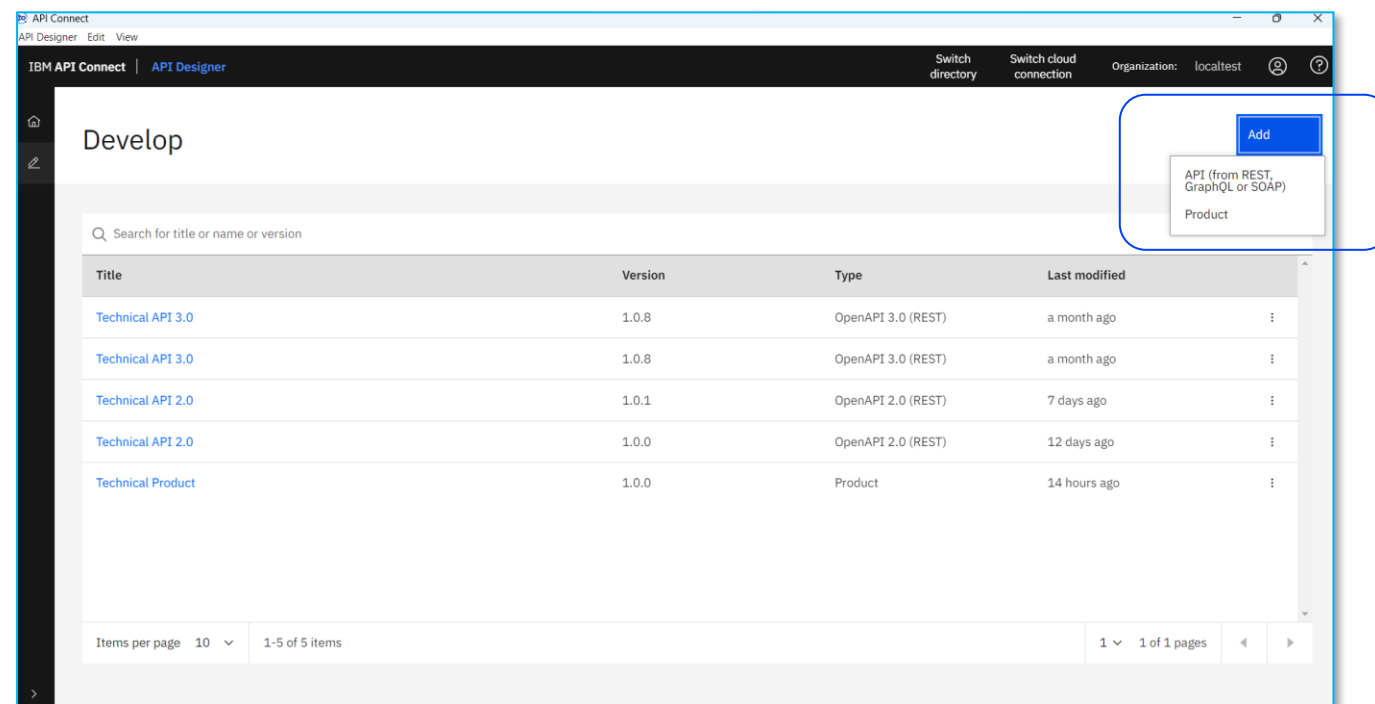 API Connect
API Designer Edit View
IBM API Connect | API Designer
Switch directory
Switch cloud connection
Organization: localtest
Develop
Add
API (from REST,
GraphQL or SOAP)
Product
Search for title or name or version
Title Version Type Last modified
Technical API 3.0 1.0.8 OpenAPI 3.0 (REST) a month ago
Technical API 3.0 1.0.8 OpenAPI 3.0 (REST) a month ago
Technical API 2.0 1.0.1 OpenAPI 2.0 (REST) 7 days ago
Technical API 2.0 1.0.0 OpenAPI 2.0 (REST) 12 days ago
Technical Product 1.0.0 Product 14 hours ago
Items per page 10 1-5 of 5 items 1 1 of 1 pages